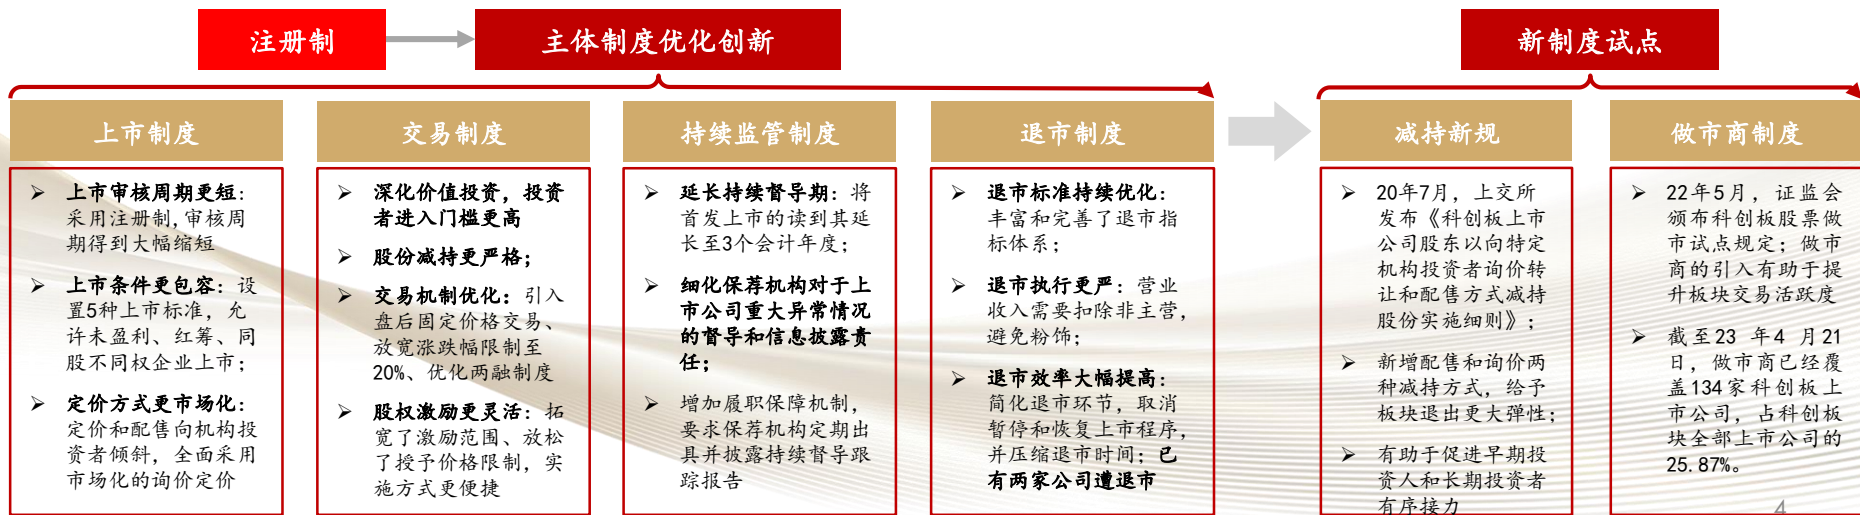 注册制
主体制度优化创新
新制度试点
上市制度
交易制度
持续监管制度
退市制度
减持新规
做市商制度
➢ 上市审核周期更短：
采用注册制,审核周
期得到大幅缩短
➢ 上市条件更包容：设
置5种上市标准，允
许未盈利、红筹、同
股不同权企业上市；
➢ 定价方式更市场化：
定价和配售向机构投
资者倾斜，全面采用
市场化的询价定价
➢ 深化价值投资，投资
者进入门槛更高
➢ 股份减持更严格；
➢ 交易机制优化：引入
盘后固定价格交易、
放宽涨跌幅限制至
20%、优化两融制度
➢ 股权激励更灵活：拓
宽了激励范围、放松
了授予价格限制，实
施方式更便捷
➢ 延长持续督导期：将
首发上市的读到其延
长至3个会计年度；
➢ 细化保荐机构对于上
市公司重大异常情况
的督导和信息披露责
任；
➢ 增加履职保障机制，
要求保荐机构定期出
具并披露持续督导跟
踪报告
➢ 退市标准持续优化：
丰富和完善了退市指
标体系；
➢ 退市执行更严：营业
收入需要扣除非主营，
避免粉饰；
➢ 退市效率大幅提高：
简化退市环节，取消
暂停和恢复上市程序，
并压缩退市时间；已
有两家公司遭退市
➢ 20年7月，上交所
发布《科创板上市
公司股东以向特定
机构投资者询价转
让和配售方式减持
股份实施细则》；
➢ 新增配售和询价两
种减持方式，给予
板块退出更大弹性；
➢ 有助于促进早期投
资人和长期投资者
有序接力
➢ 22年5月，证监会
颁布科创板股票做
市试点规定；做市
商的引入有助于提
升板块交易活跃度
➢ 截至23 年4 月21
日，做市商已经覆
盖134家科创板上
市公司，占科创板
块全部上市公司的
25.87%。
4